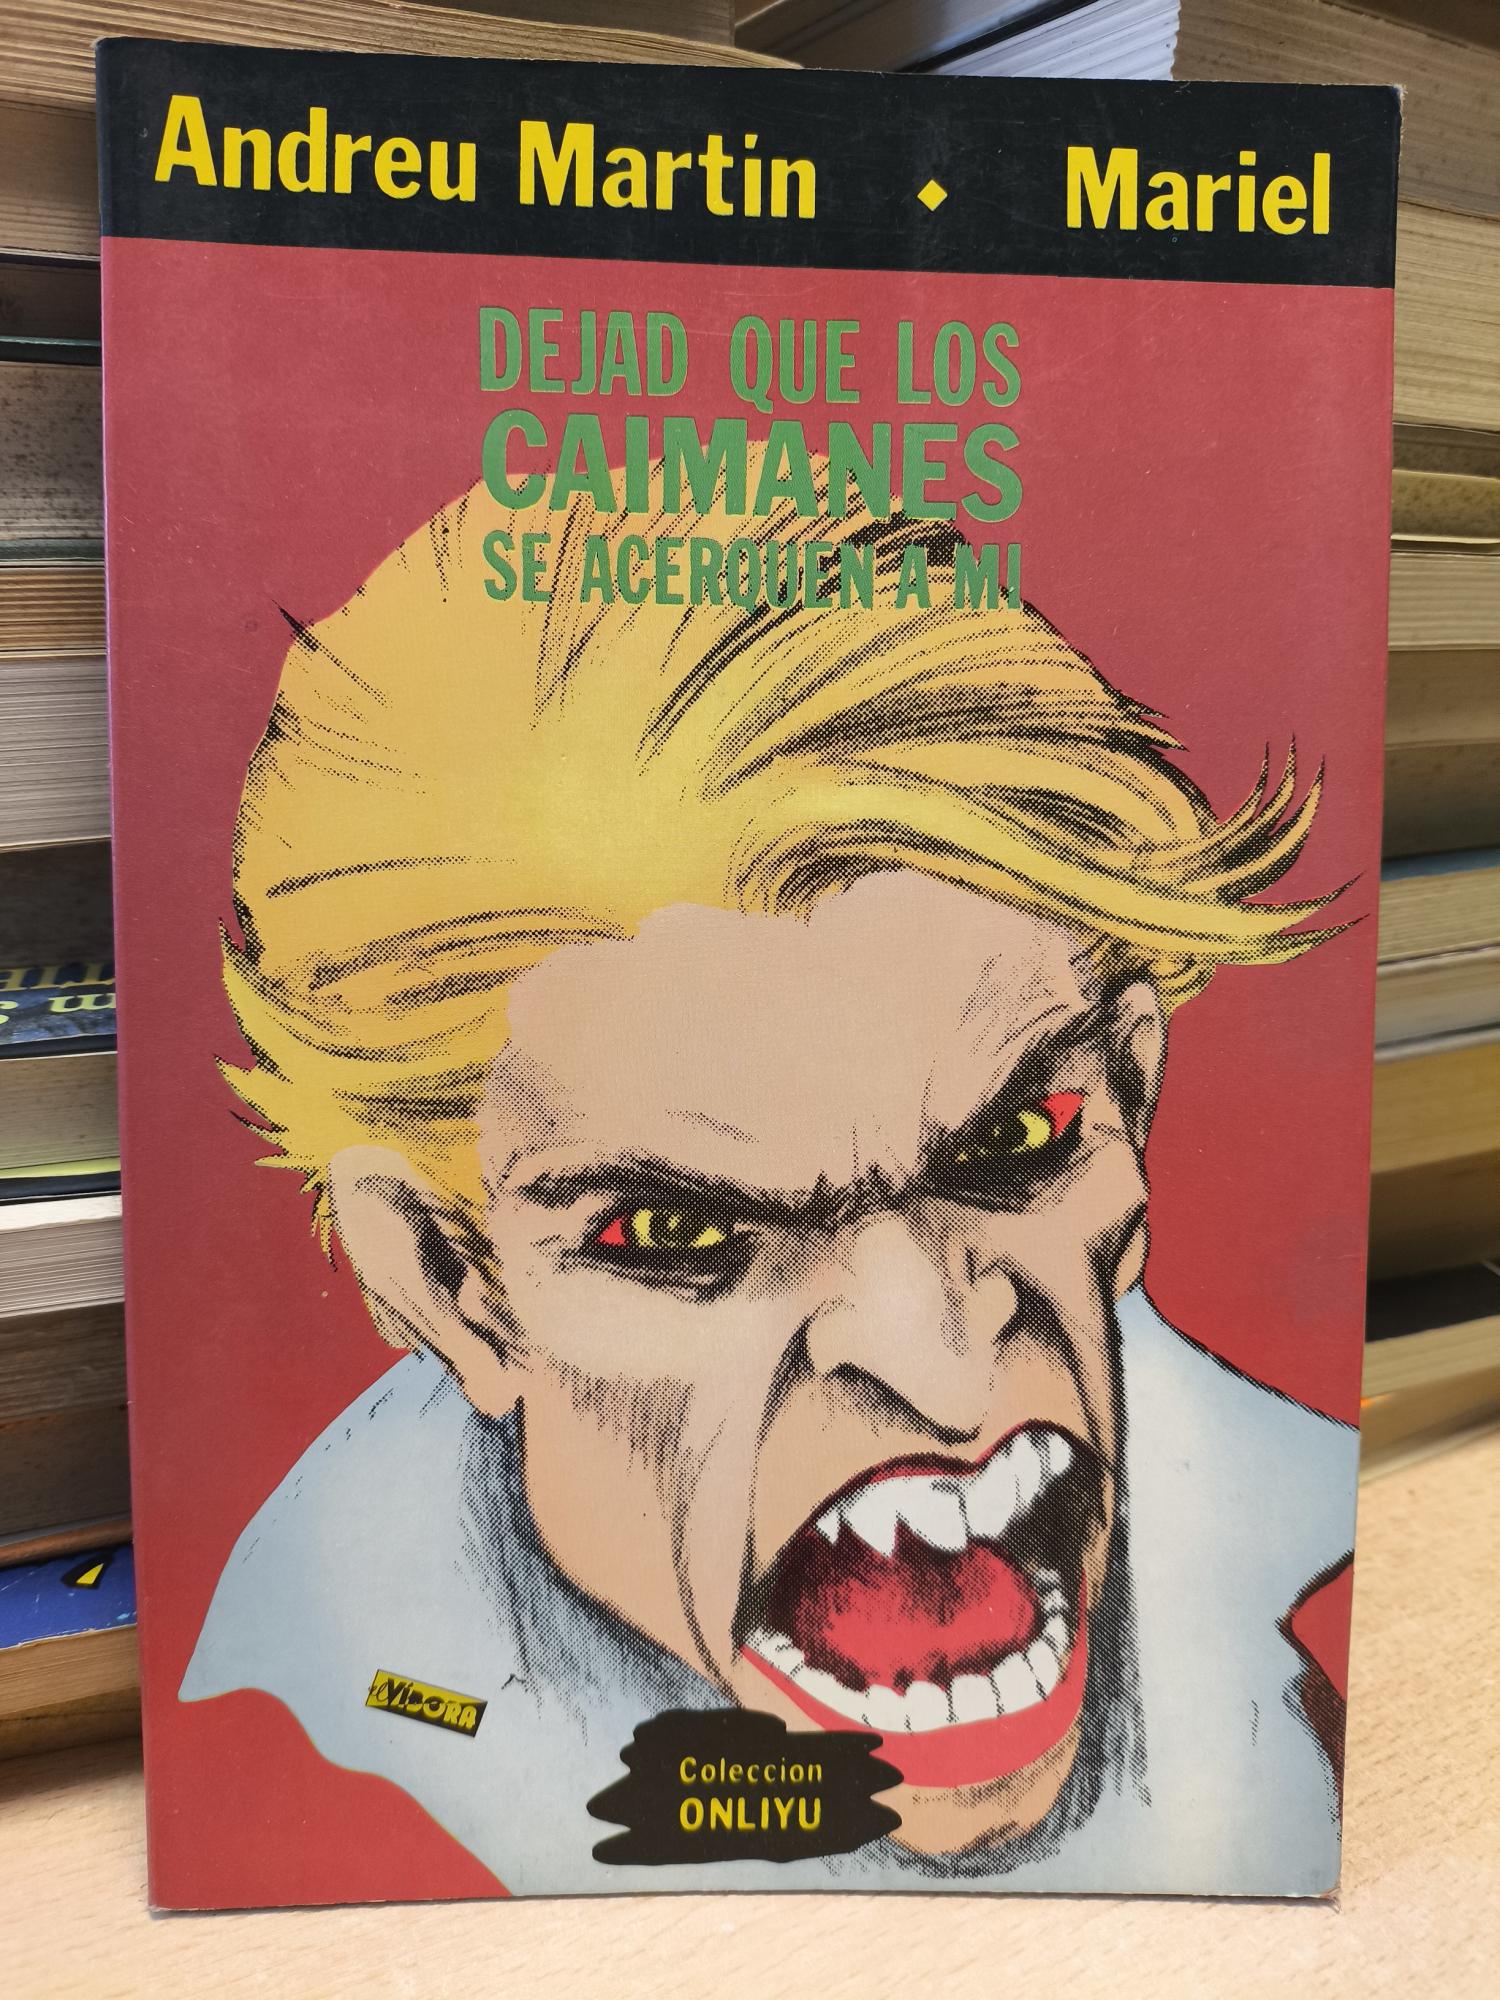 Andreu Martin ◆ Mariel
DEJAD QUE LOS
CAIMANES
SE ACERQUEN A MI
el VÍBORA
Coleccion
ONLIYU